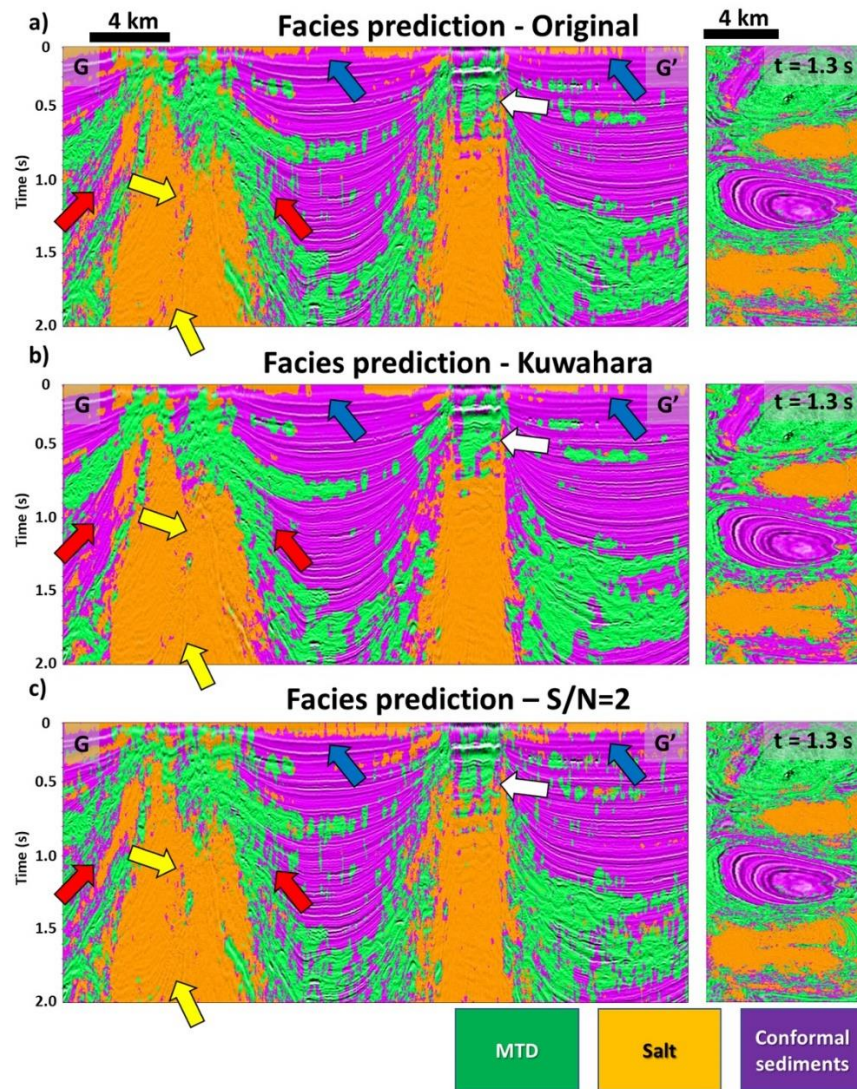 a)
4 km
Facies prediction - Original
4 km
0
0.5
1.0
1.5
2.0
Time (s)
G
G’
t = 1.3 s
b)
Facies prediction - Kuwahara
0
0.5
1.0
1.5
2.0
Time (s)
G
G’
t = 1.3 s
c)
Facies prediction – S/N=2
0
0.5
1.0
1.5
2.0
Time (s)
G
G’
t = 1.3 s
MTD
Salt
Conformal
sediments